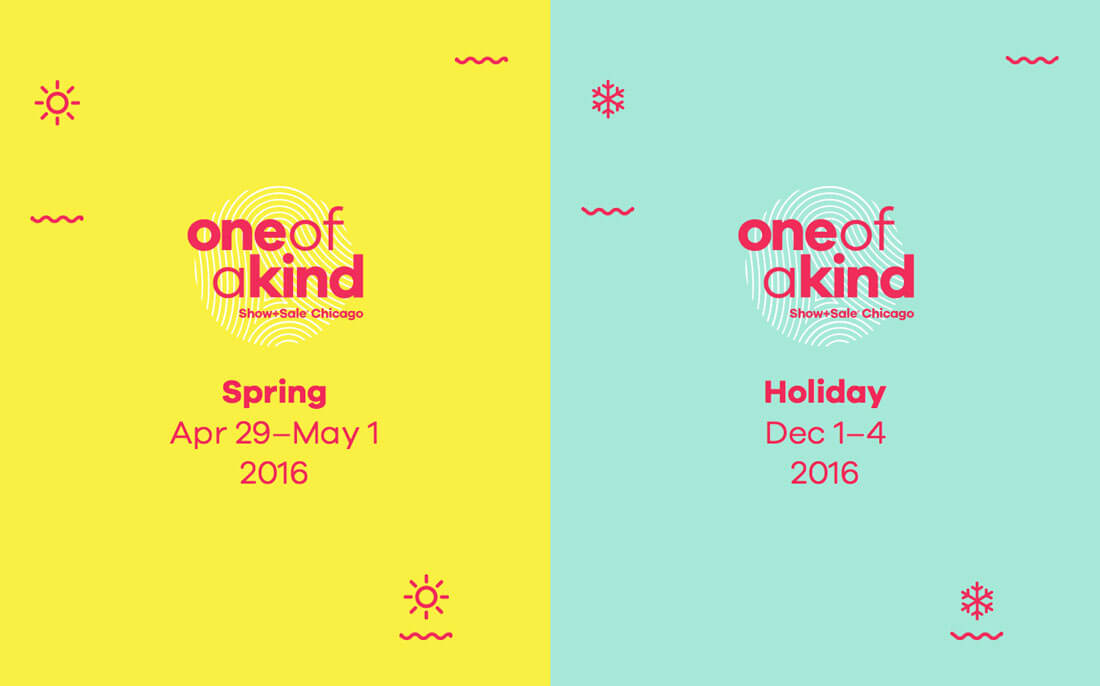 one of
a kind
Show+Sale Chicago
Spring
Apr 29–May 1
2016
one of
a kind
Show+Sale Chicago
Holiday
Dec 1–4
2016